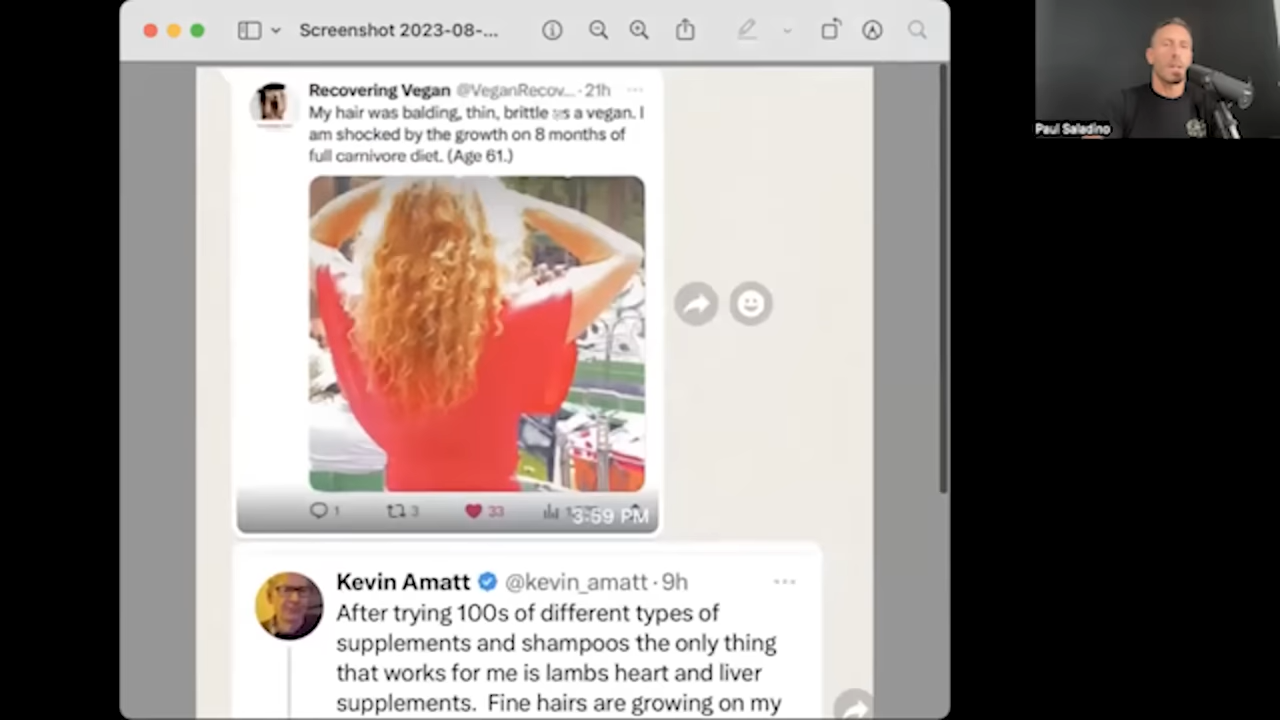 Screenshot 2023-08-...
Recovering Vegan @VeganRecov... · 21h
My hair was balding, thin, brittle as a vegan. I
am shocked by the growth on 8 months of
full carnivore diet. (Age 61.)
1
3
33
3:59 PM
Kevin Amatt @kevin_amatt · 9h
After trying 100s of different types of
supplements and shampoos the only thing
that works for me is lambs heart and liver
supplements. Fine hairs are growing on my
Paul Saladino